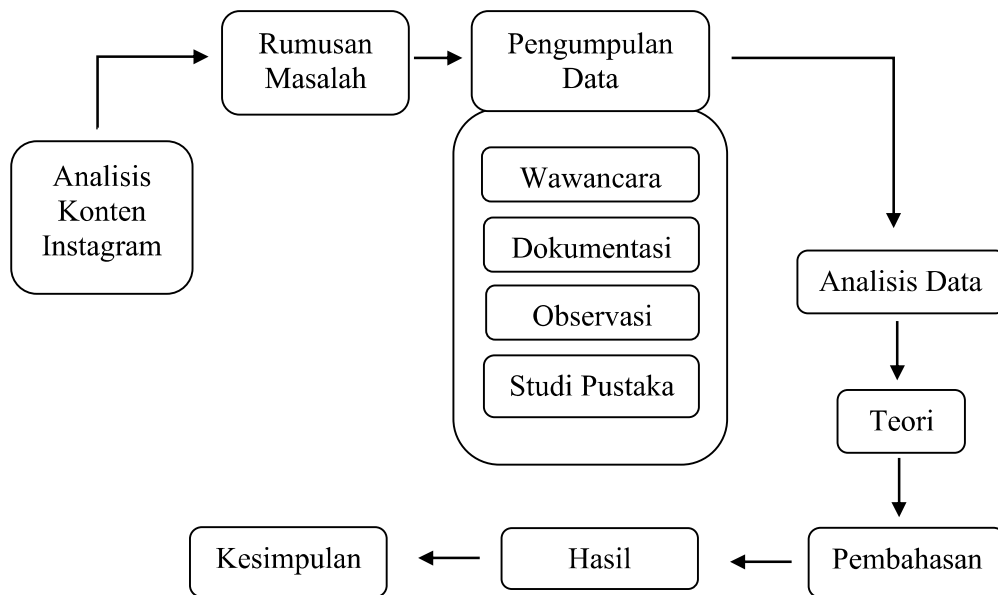 Rumusan
Masalah
Pengumpulan
Data
Analisis
Konten
Instagram
Wawancara
Dokumentasi
Observasi
Studi Pustaka
Analisis Data
Teori
Pembahasan
Hasil
Kesimpulan